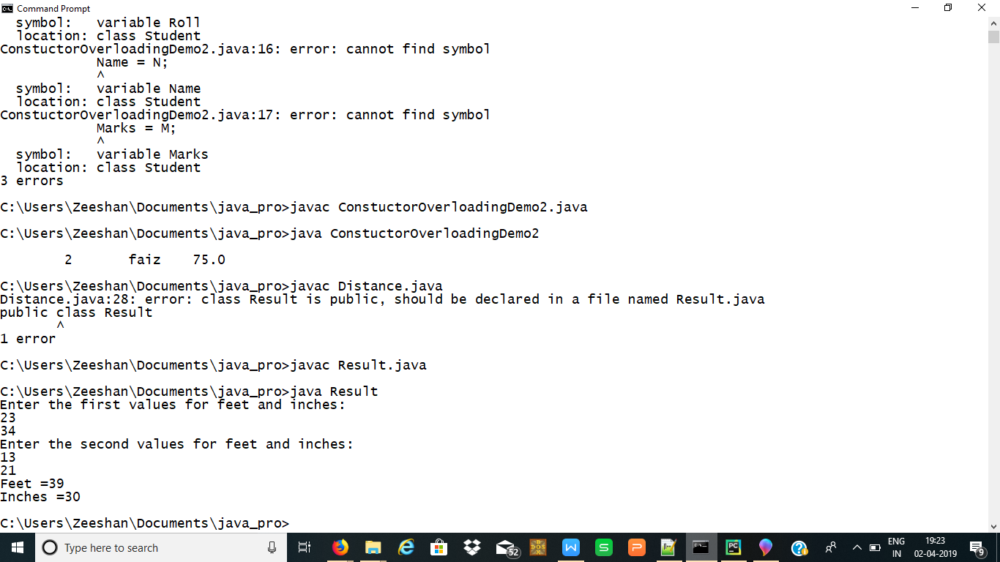 Command Prompt
  symbol:   variable Roll
  location: class Student
ConstuctorOverloadingDemo2.java:16: error: cannot find symbol
            Name = N;
            ^
  symbol:   variable Name
  location: class Student
ConstuctorOverloadingDemo2.java:17: error: cannot find symbol
            Marks = M;
            ^
  symbol:   variable Marks
  location: class Student
3 errors
C:\Users\Zeeshan\Documents\java_pro>javac ConstuctorOverloadingDemo2.java
C:\Users\Zeeshan\Documents\java_pro>java ConstuctorOverloadingDemo2
        2       faiz    75.0
C:\Users\Zeeshan\Documents\java_pro>javac Distance.java
Distance.java:28: error: class Result is public, should be declared in a file named Result.java
public class Result
       ^
1 error
C:\Users\Zeeshan\Documents\java_pro>javac Result.java
C:\Users\Zeeshan\Documents\java_pro>java Result
Enter the first values for feet and inches:
23
34
Enter the second values for feet and inches:
13
21
Feet =39
Inches =30
C:\Users\Zeeshan\Documents\java_pro>
Type here to search
52
DOS
W
S
P
PC
ENG
IN
19:23
02-04-2019
9